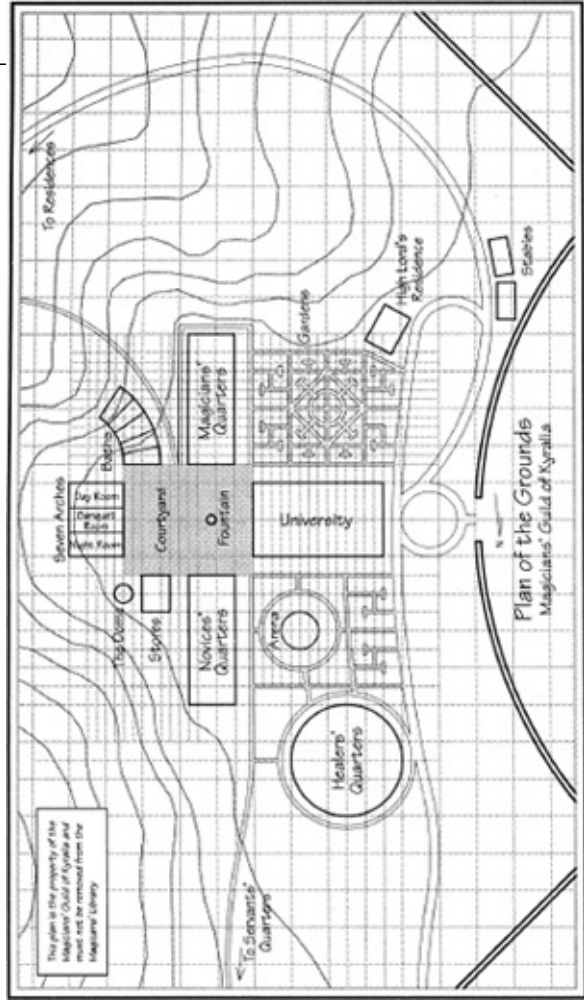 This plan is the property of the
Magicians' Guild of Kyralia and
must not be removed from the
Magicians' Library
Seven Arches
Night Room
Banquet
Room
Day Room
Baths
To Residences
The Dome
Stores
Courtyard
Novices'
Quarters
Fountain
Magicians'
Quarters
To Servants'
Quarters
Arena
University
Gardens
Healers'
Quarters
High Lord's
Residence
Stables
N
Plan of the Grounds
Magicians' Guild of Kyralia